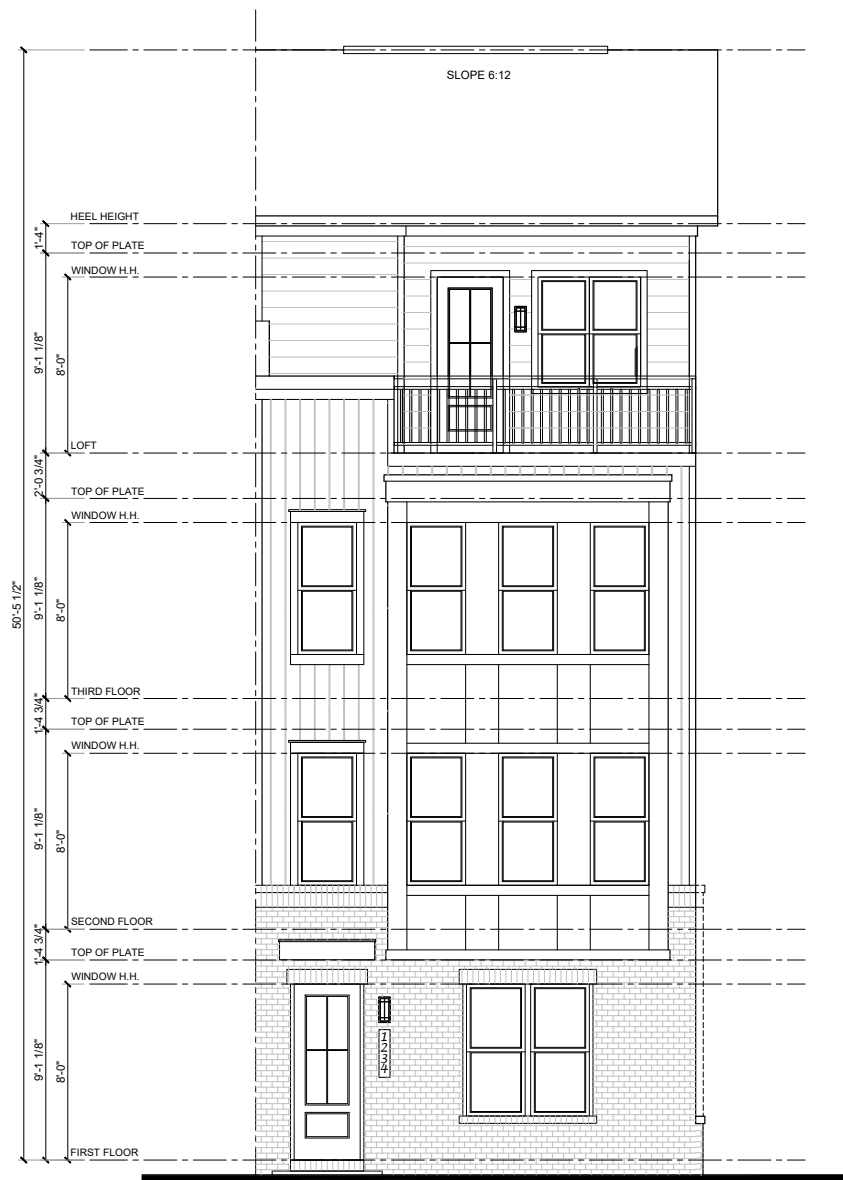 SLOPE 6:12
HEEL HEIGHT
1'-4"
TOP OF PLATE
WINDOW H.H.
9'-1 1/8"
8'-0"
LOFT
2'-0 3/4"
TOP OF PLATE
WINDOW H.H.
50'-5 1/2"
9'-1 1/8"
8'-0"
THIRD FLOOR
1'-4 3/4"
TOP OF PLATE
WINDOW H.H.
9'-1 1/8"
8'-0"
SECOND FLOOR
1'-4 3/4"
TOP OF PLATE
WINDOW H.H.
1234
9'-1 1/8"
8'-0"
FIRST FLOOR